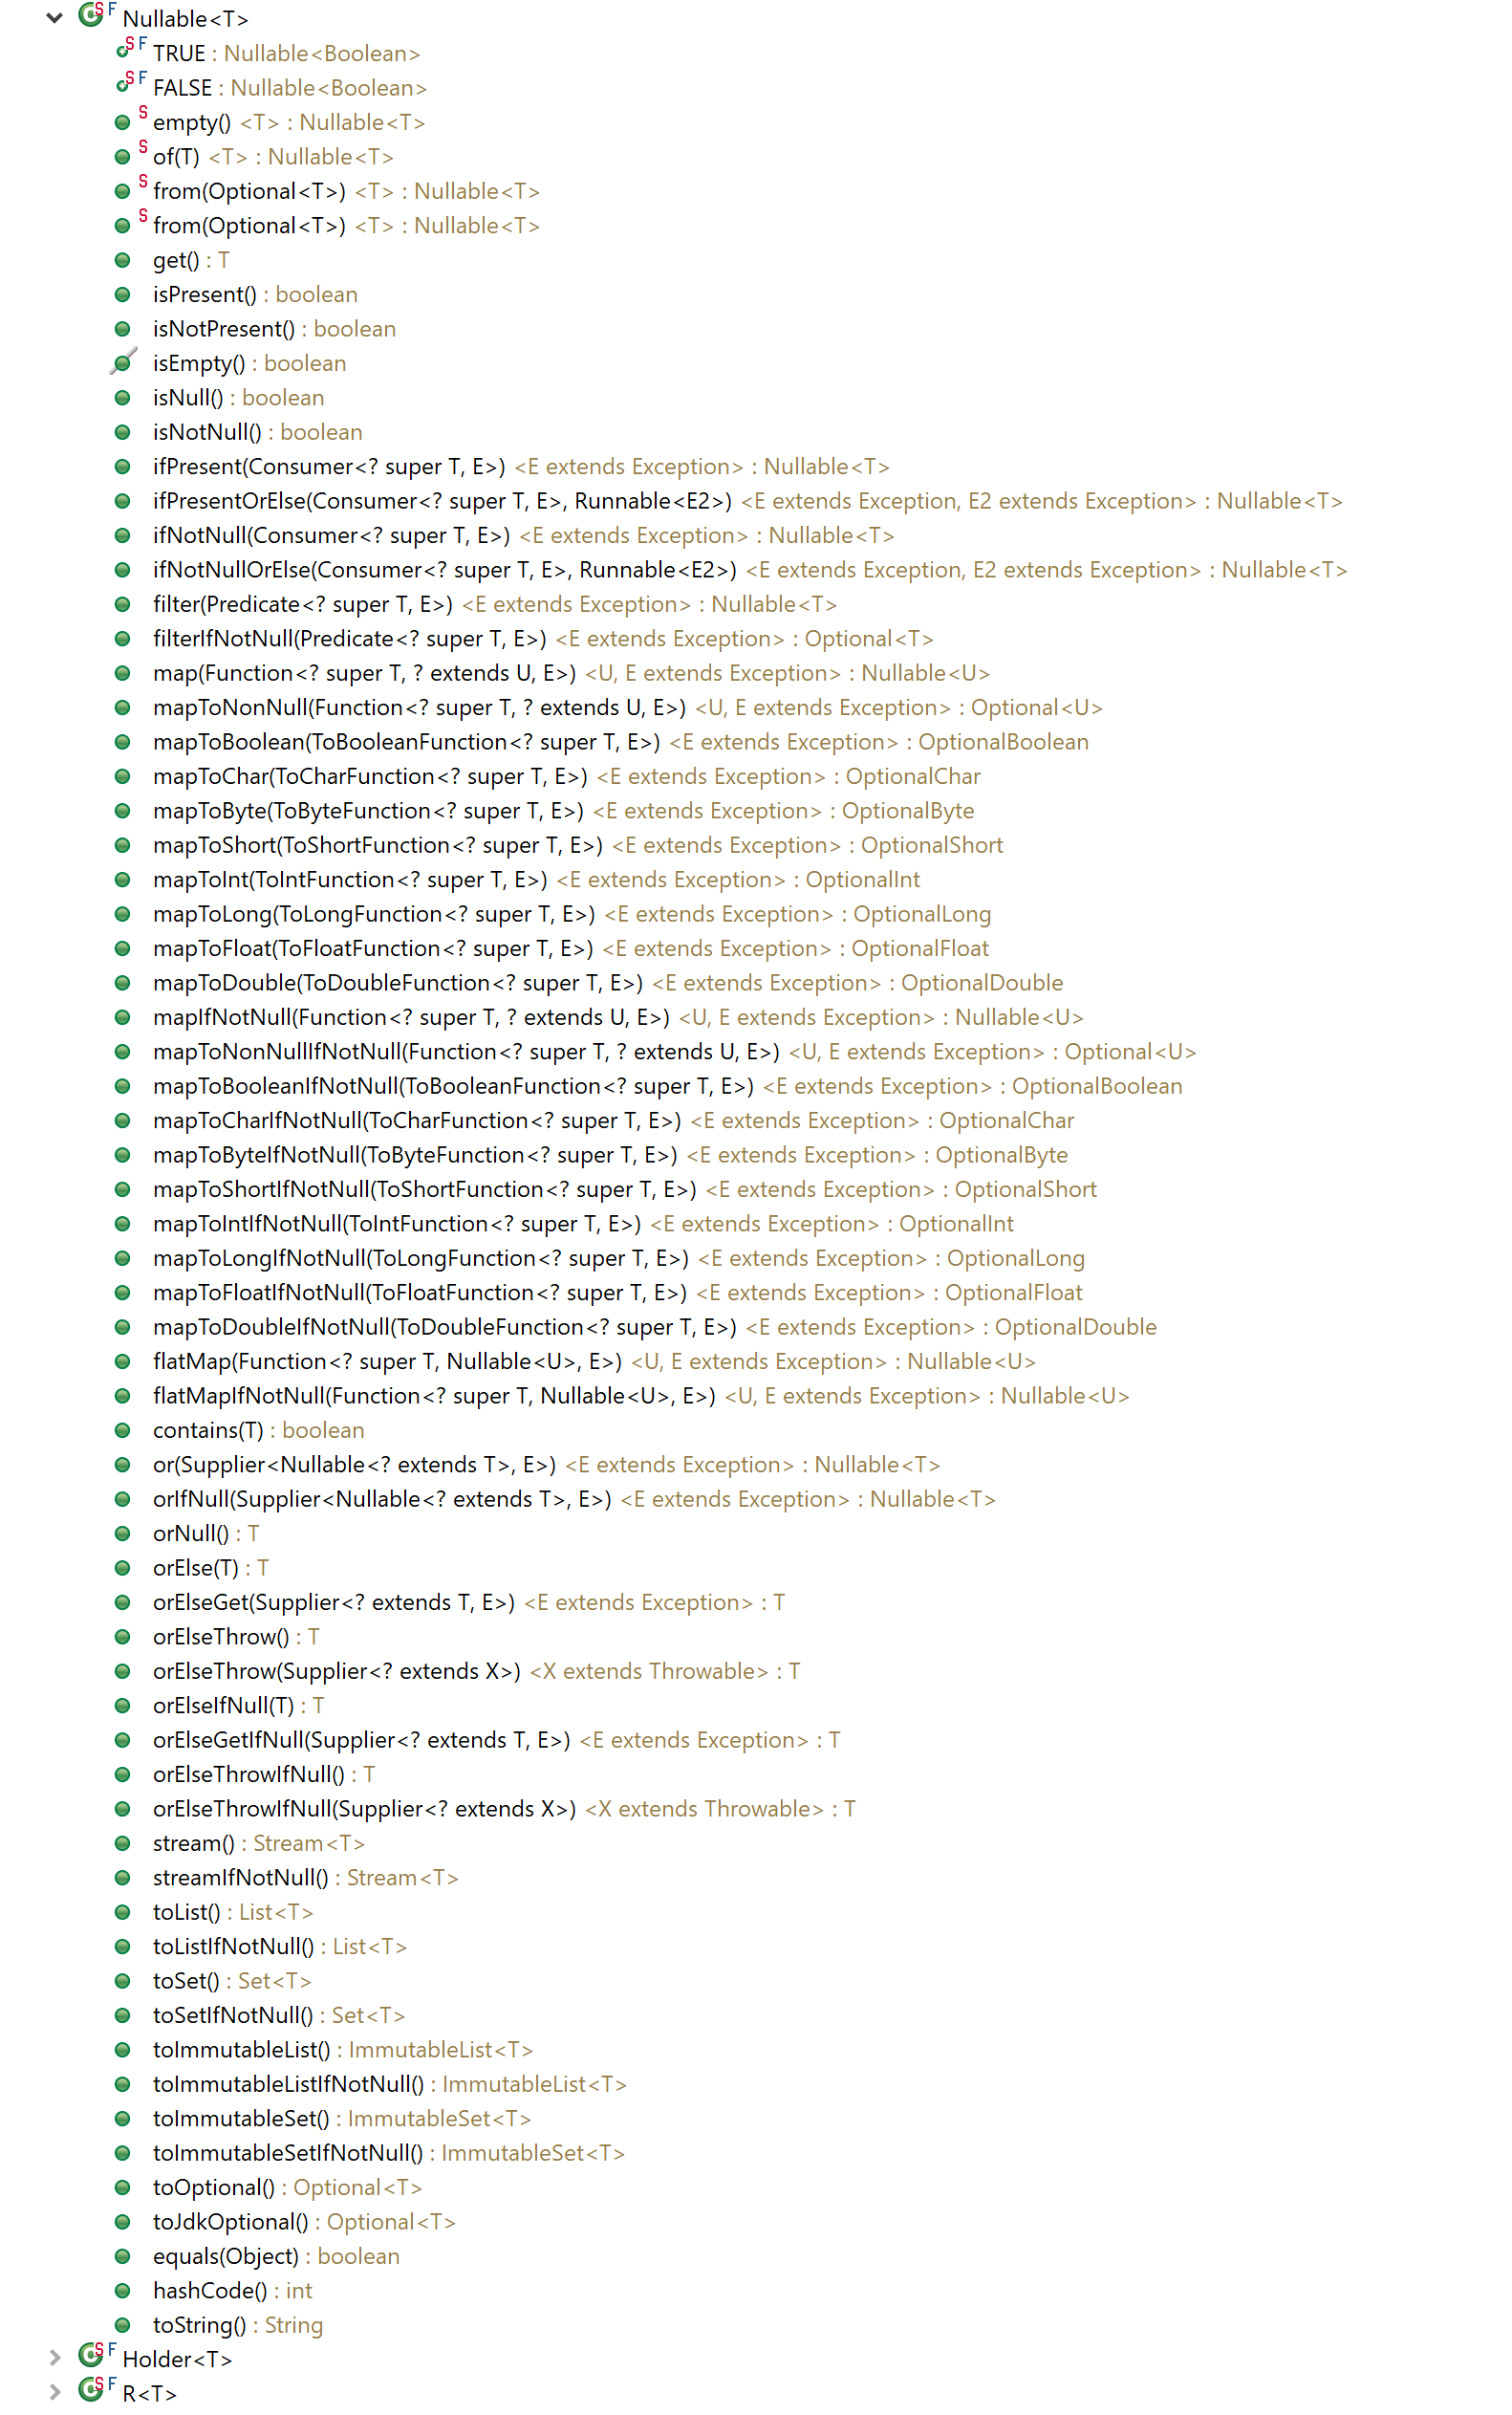 Nullable<T>
TRUE : Nullable<Boolean>
FALSE : Nullable<Boolean>
empty() <T> : Nullable<T>
of(T) <T> : Nullable<T>
from(Optional<T>) <T> : Nullable<T>
from(Optional<T>) <T> : Nullable<T>
get() : T
isPresent() : boolean
isNotPresent() : boolean
isEmpty() : boolean
isNull() : boolean
isNotNull() : boolean
ifPresent(Consumer<? super T, E>) <E extends Exception> : Nullable<T>
ifPresentOrElse(Consumer<? super T, E>, Runnable<E2>) <E extends Exception, E2 extends Exception> : Nullable<T>
ifNotNull(Consumer<? super T, E>) <E extends Exception> : Nullable<T>
ifNotNullOrElse(Consumer<? super T, E>, Runnable<E2>) <E extends Exception, E2 extends Exception> : Nullable<T>
filter(Predicate<? super T, E>) <E extends Exception> : Nullable<T>
filterIfNotNull(Predicate<? super T, E>) <E extends Exception> : Optional<T>
map(Function<? super T, ? extends U, E>) <U, E extends Exception> : Nullable<U>
mapToNonNull(Function<? super T, ? extends U, E>) <U, E extends Exception> : Optional<U>
mapToBoolean(ToBooleanFunction<? super T, E>) <E extends Exception> : OptionalBoolean
mapToChar(ToCharFunction<? super T, E>) <E extends Exception> : OptionalChar
mapToByte(ToByteFunction<? super T, E>) <E extends Exception> : OptionalByte
mapToShort(ToShortFunction<? super T, E>) <E extends Exception> : OptionalShort
mapToInt(ToIntFunction<? super T, E>) <E extends Exception> : OptionalInt
mapToLong(ToLongFunction<? super T, E>) <E extends Exception> : OptionalLong
mapToFloat(ToFloatFunction<? super T, E>) <E extends Exception> : OptionalFloat
mapToDouble(ToDoubleFunction<? super T, E>) <E extends Exception> : OptionalDouble
mapIfNotNull(Function<? super T, ? extends U, E>) <U, E extends Exception> : Nullable<U>
mapToNonNullIfNotNull(Function<? super T, ? extends U, E>) <U, E extends Exception> : Optional<U>
mapToBooleanIfNotNull(ToBooleanFunction<? super T, E>) <E extends Exception> : OptionalBoolean
mapToCharIfNotNull(ToCharFunction<? super T, E>) <E extends Exception> : OptionalChar
mapToByteIfNotNull(ToByteFunction<? super T, E>) <E extends Exception> : OptionalByte
mapToShortIfNotNull(ToShortFunction<? super T, E>) <E extends Exception> : OptionalShort
mapToIntIfNotNull(ToIntFunction<? super T, E>) <E extends Exception> : OptionalInt
mapToLongIfNotNull(ToLongFunction<? super T, E>) <E extends Exception> : OptionalLong
mapToFloatIfNotNull(ToFloatFunction<? super T, E>) <E extends Exception> : OptionalFloat
mapToDoubleIfNotNull(ToDoubleFunction<? super T, E>) <E extends Exception> : OptionalDouble
flatMap(Function<? super T, Nullable<U>, E>) <U, E extends Exception> : Nullable<U>
flatMapIfNotNull(Function<? super T, Nullable<U>, E>) <U, E extends Exception> : Nullable<U>
contains(T) : boolean
or(Supplier<Nullable<? extends T>, E>) <E extends Exception> : Nullable<T>
orIfNull(Supplier<Nullable<? extends T>, E>) <E extends Exception> : Nullable<T>
orNull() : T
orElse(T) : T
orElseGet(Supplier<? extends T, E>) <E extends Exception> : T
orElseThrow() : T
orElseThrow(Supplier<? extends X>) <X extends Throwable> : T
orElseIfNull(T) : T
orElseGetIfNull(Supplier<? extends T, E>) <E extends Exception> : T
orElseThrowIfNull() : T
orElseThrowIfNull(Supplier<? extends X>) <X extends Throwable> : T
stream() : Stream<T>
streamIfNotNull() : Stream<T>
toList() : List<T>
toListIfNotNull() : List<T>
toSet() : Set<T>
toSetIfNotNull() : Set<T>
toImmutableList() : ImmutableList<T>
toImmutableListIfNotNull() : ImmutableList<T>
toImmutableSet() : ImmutableSet<T>
toImmutableSetIfNotNull() : ImmutableSet<T>
toOptional() : Optional<T>
toJdkOptional() : Optional<T>
equals(Object) : boolean
hashCode() : int
toString() : String
Holder<T>
R<T>